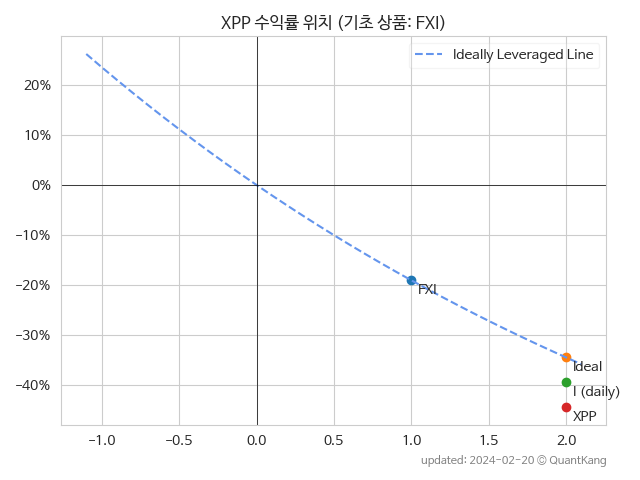 XPP 수익률 위치 (기초 상품: FXI)
Ideally Leveraged Line
20%
10%
0%
−10%
−20%
−30%
−40%
FXI
Ideal
I (daily)
XPP
−1.0
−0.5
0.0
0.5
1.0
1.5
2.0
updated: 2024-02-20 © QuantKang